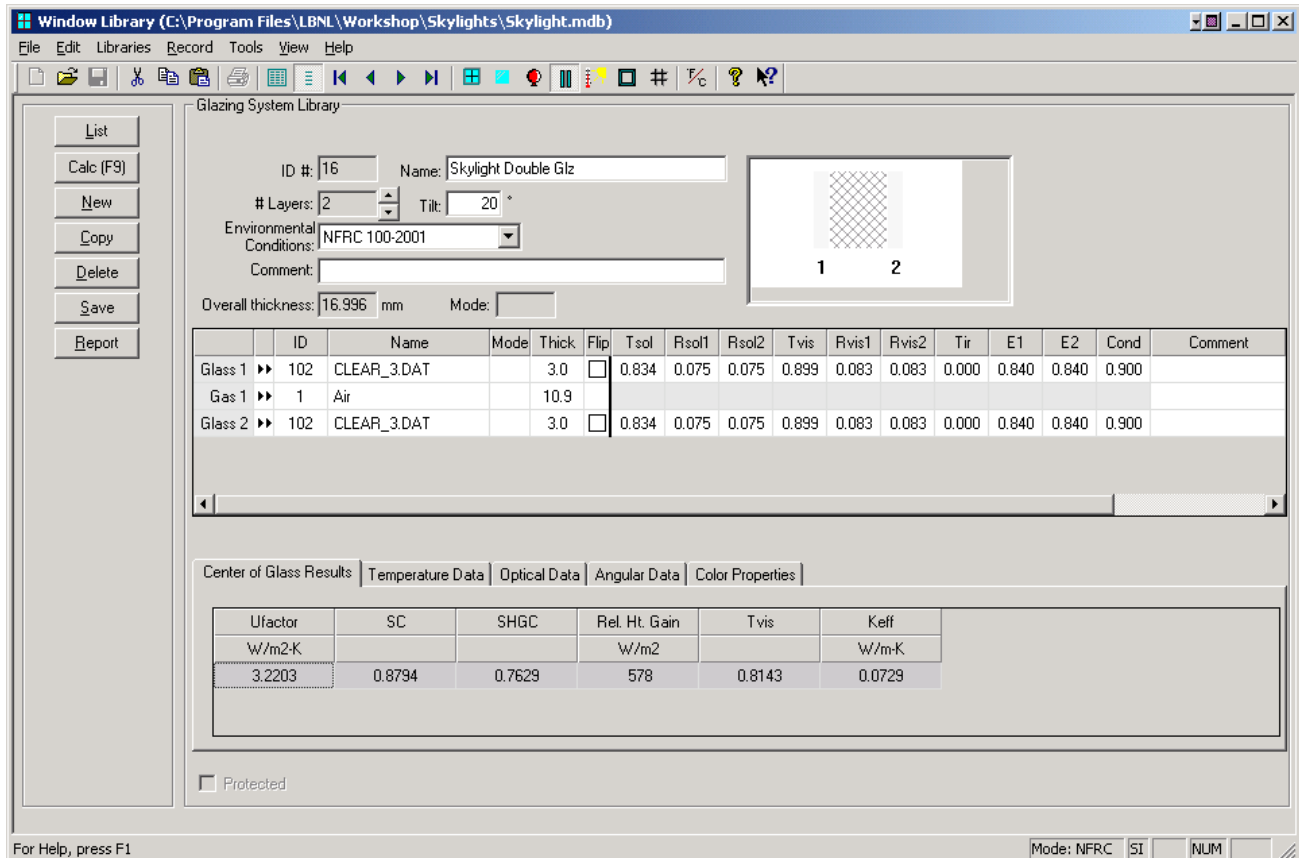 Window Library (C:\Program Files\LBNL\Workshop\Skylights\Skylight.mdb)
File Edit Libraries Record Tools View Help
F/C ? ?
Glazing System Library
List
Calc (F9)
New
Copy
Delete
Save
Report
ID #: 16 Name: Skylight Double Glz
# Layers: 2 Tilt: 20 °
Environmental Conditions: NFRC 100-2001
Comment:
1 2
Overall thickness: 16.996 mm Mode:
ID Name Mode Thick Flip Tsol Rsol1 Rsol2 Tvis Rvis1 Rvis2 Tir E1 E2 Cond Comment
Glass 1 102 CLEAR_3.DAT 3.0 0.834 0.075 0.075 0.899 0.083 0.083 0.000 0.840 0.840 0.900
Gas 1 1 Air 10.9
Glass 2 102 CLEAR_3.DAT 3.0 0.834 0.075 0.075 0.899 0.083 0.083 0.000 0.840 0.840 0.900
Center of Glass Results Temperature Data Optical Data Angular Data Color Properties
Ufactor SC SHGC Rel. Ht. Gain Tvis Keff
W/m2-K W/m2 W/m-K
3.2203 0.8794 0.7629 578 0.8143 0.0729
Protected
For Help, press F1 Mode: NFRC SI NUM